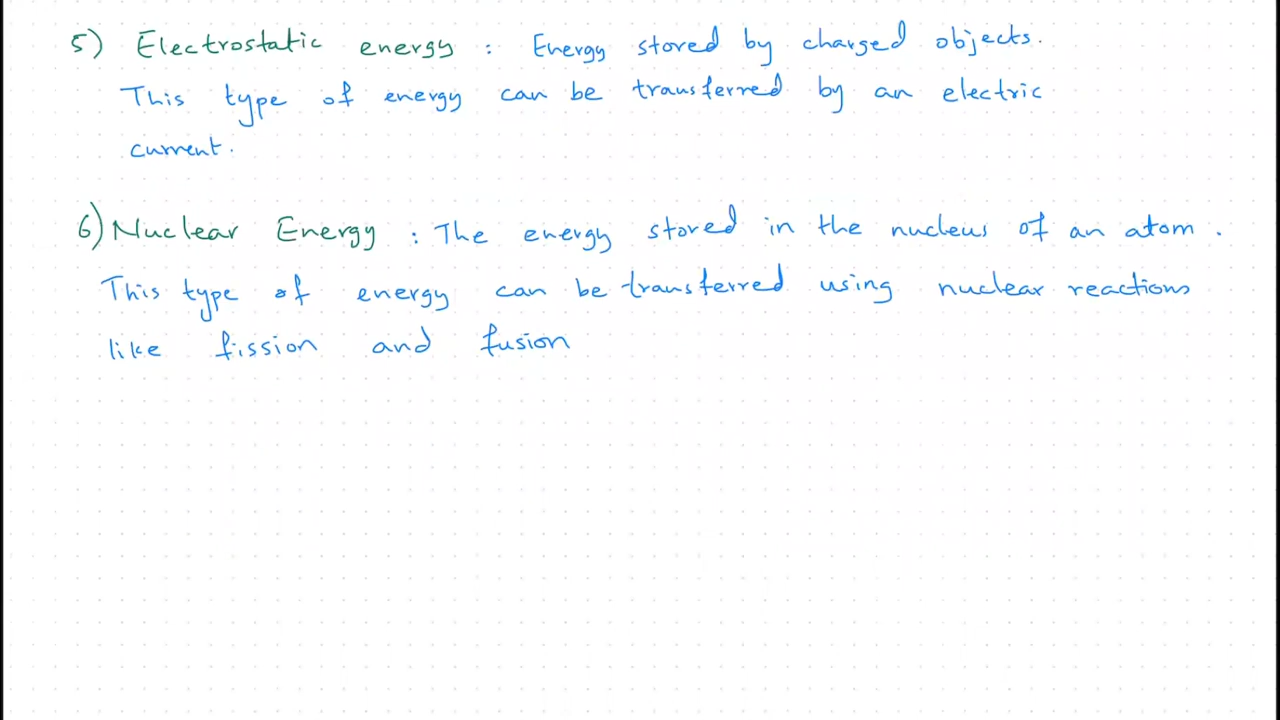 5) Electrostatic energy : Energy stored by charged objects.
This type of energy can be transferred by an electric
current.
6) Nuclear Energy : The energy stored in the nucleus of an atom .
This type of energy can be transferred using nuclear reactions
like fission and fusion